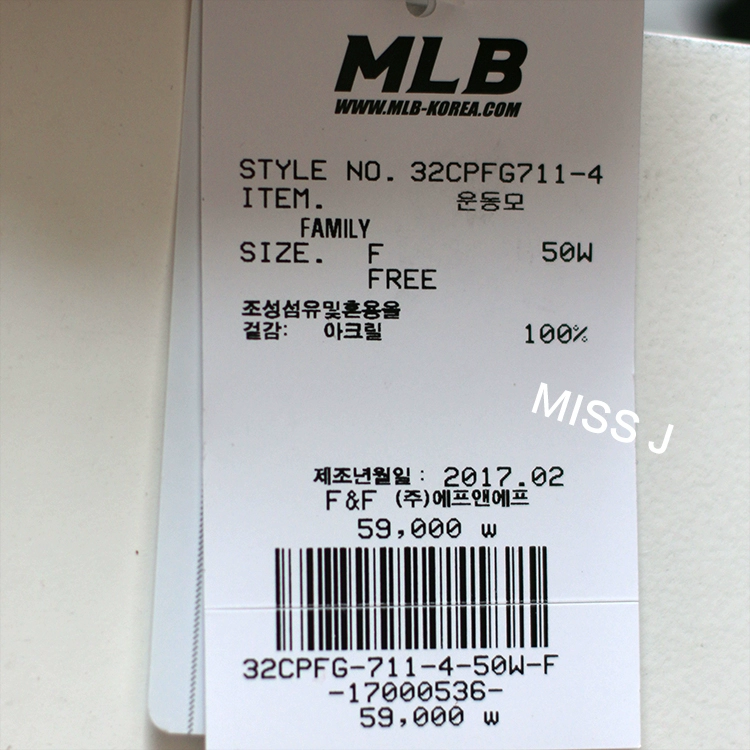 MLB
WWW.MLB-KOREA.COM
STYLE NO. 32CPFG711-4
ITEM. 운동모
FAMILY
SIZE. F 50W
FREE
조성섬유및혼용율
겉감: 아크릴 100%
MISS J
제조년월일 : 2017.02
F&F (주)에프앤에프
59,000 w
32CPFG-711-4-50W-F
-17000536-
59,000 w